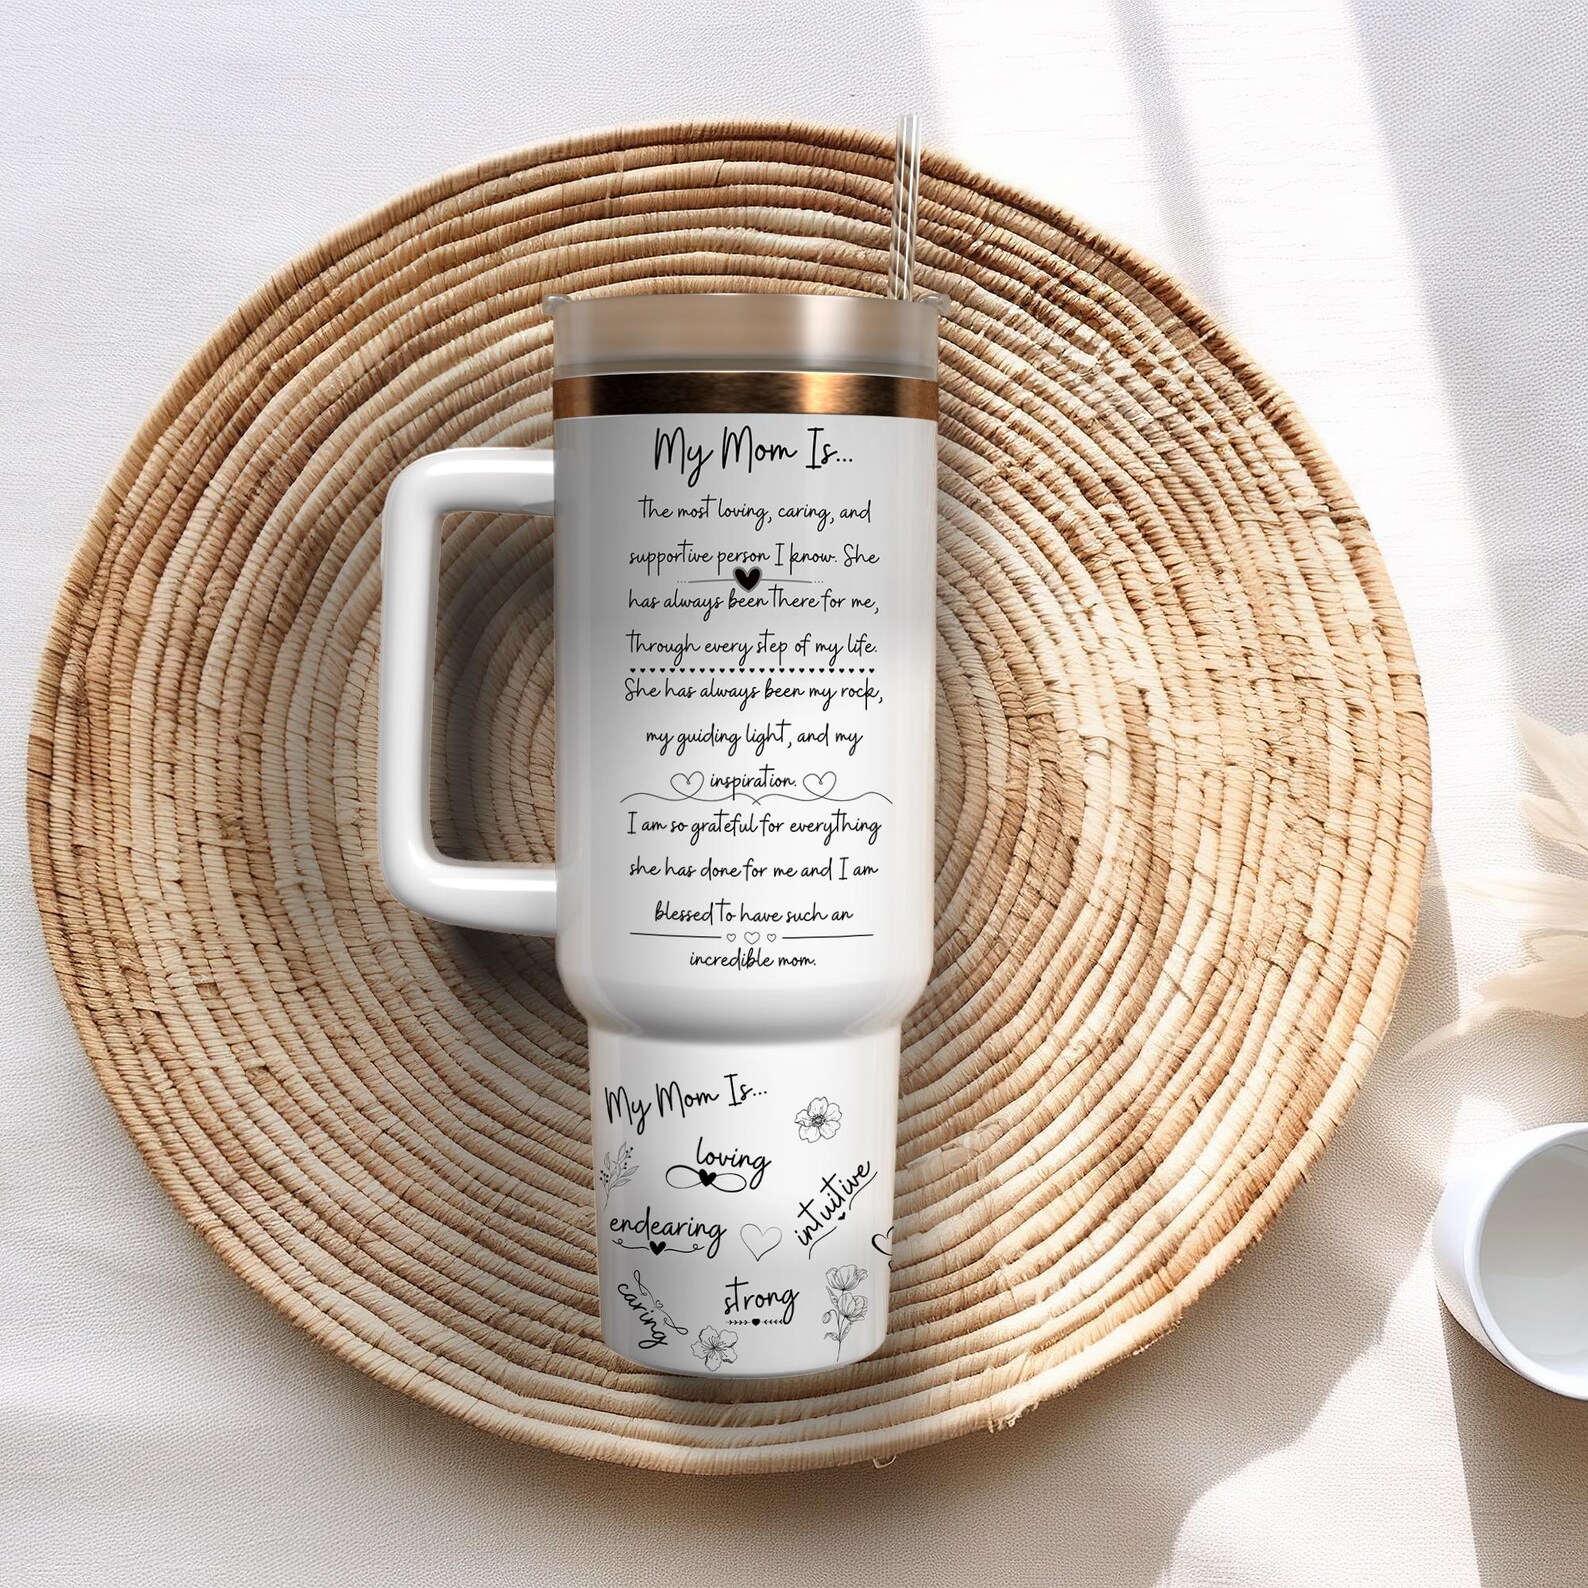 My Mom Is...
The most loving, caring, and
supportive person I know. She
has always been there for me,
through every step of my life.
She has always been my rock,
my guiding light, and my
inspiration.
I am so grateful for everything
she has done for me and I am
blessed to have such an
incredible mom.
My Mom Is...
loving
intuitive
endearing
strong
caring